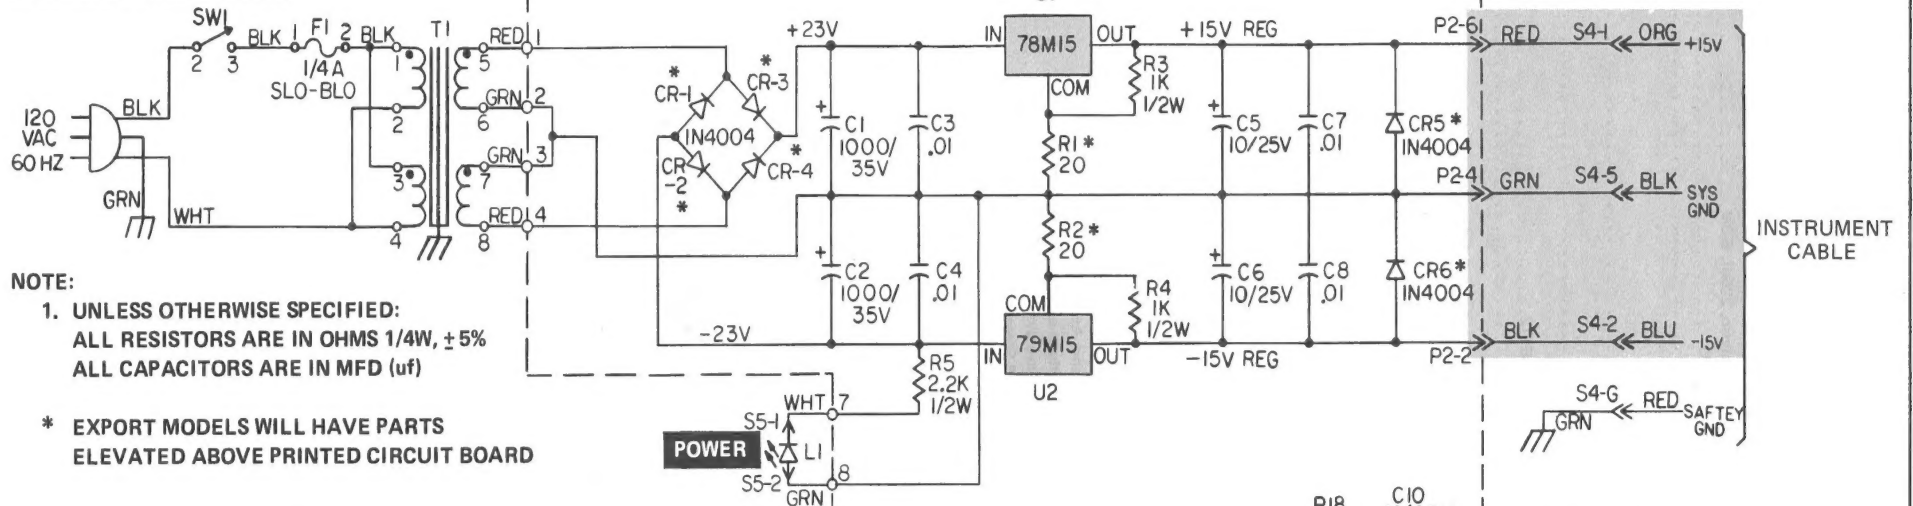 SW1
2
3
BLK
1
F1
2
BLK
1/4 A
SLO-BLO
T1
1
2
3
4
5
6
7
8
RED
1
GRN
2
GRN
3
RED
4
120
VAC
60 HZ
BLK
GRN
WHT
*
CR-1
*
CR-3
1N4004
*
CR
-2
*
CR-4
+23V
-23V
+
C1
1000/
35V
C3
.01
+
C2
1000/
35V
C4
.01
IN
78M15
OUT
COM
R3
1K
1/2W
R1*
20
R2*
20
R4
1K
1/2W
COM
IN
79M15
OUT
U2
+15V REG
-15V REG
+
C5
10/25V
C7
.01
CR5*
1N4004
+
C6
10/25V
C8
.01
CR6*
1N4004
P2-6
RED
S4-1
ORG
+15V
P2-4
GRN
S4-5
BLK
SYS
GND
P2-2
BLK
S4-2
BLU
-15V
S4-G
GRN
RED
SAFTEY
GND
INSTRUMENT
CABLE
R5
2.2K
1/2W
WHT
7
S5-1
POWER
L1
S5-2
8
GRN
NOTE:
1. UNLESS OTHERWISE SPECIFIED:
ALL RESISTORS ARE IN OHMS 1/4W, ±5%
ALL CAPACITORS ARE IN MFD (uf)
* EXPORT MODELS WILL HAVE PARTS
ELEVATED ABOVE PRINTED CIRCUIT BOARD
R18
C10